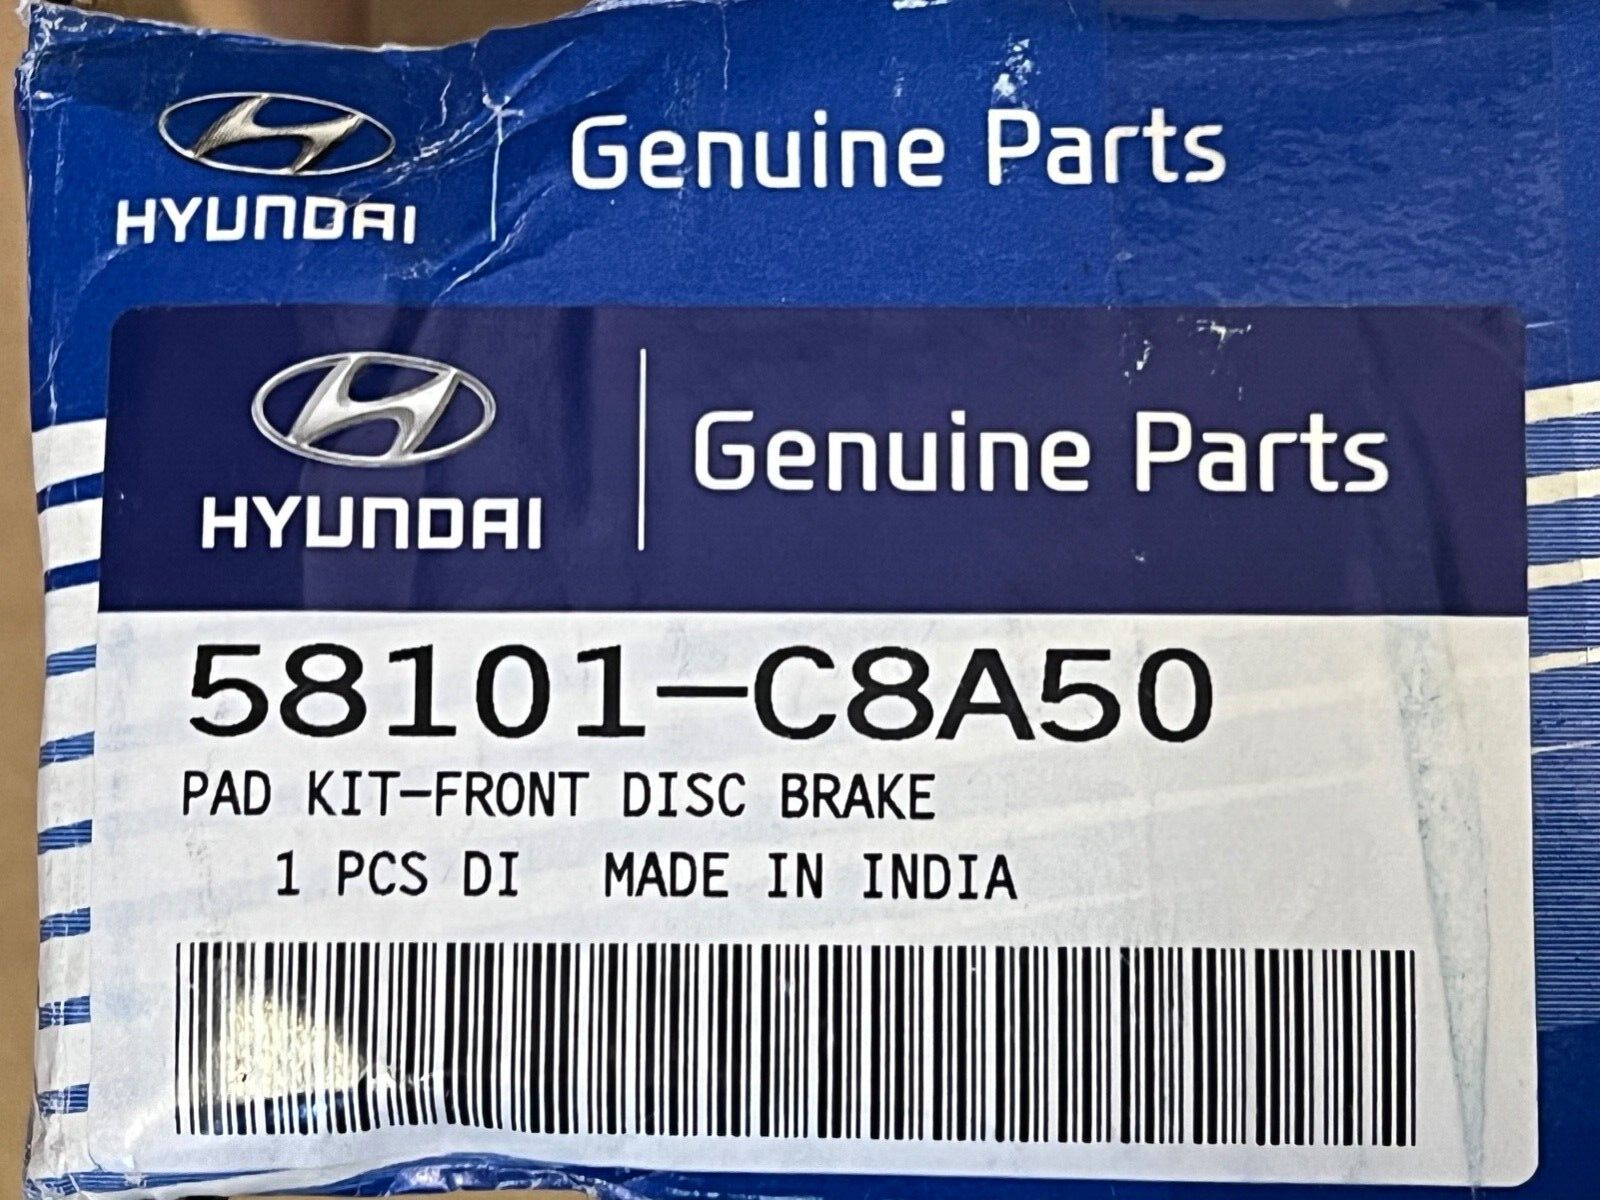 HYUNDAI Genuine Parts
HYUNDAI Genuine Parts
58101-C8A50
PAD KIT-FRONT DISC BRAKE
1 PCS DI MADE IN INDIA